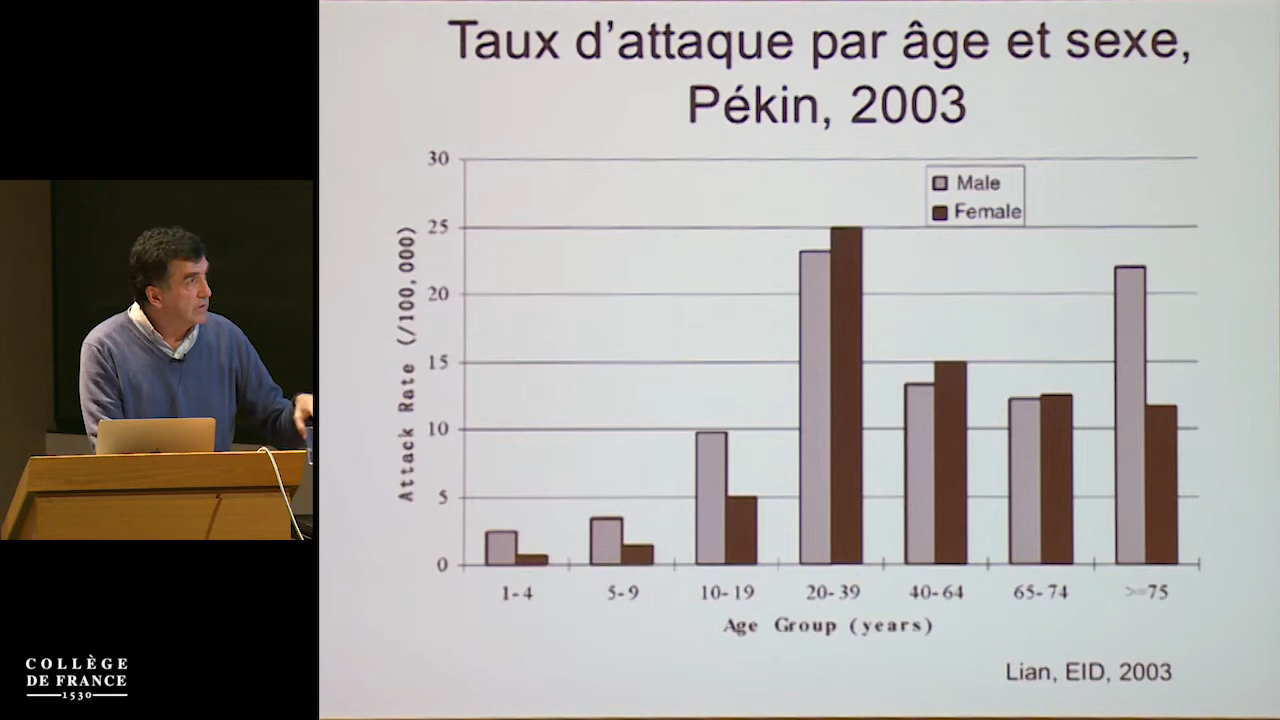 Taux d'attaque par âge et sexe,
Pékin, 2003
30
25
20
15
10
5
0
Attack Rate (/100,000)
Male
Female
1-4
5-9
10-19
20-39
40-64
65-74
>=75
Age Group (years)
Lian, EID, 2003
COLLÈGE
DE FRANCE
1530